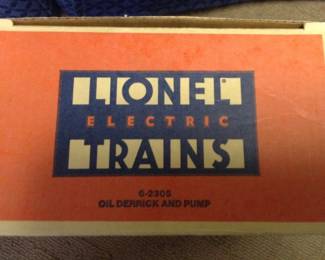 LIONEL
ELECTRIC
TRAINS
6-2305
OIL DERRICK AND PUMP